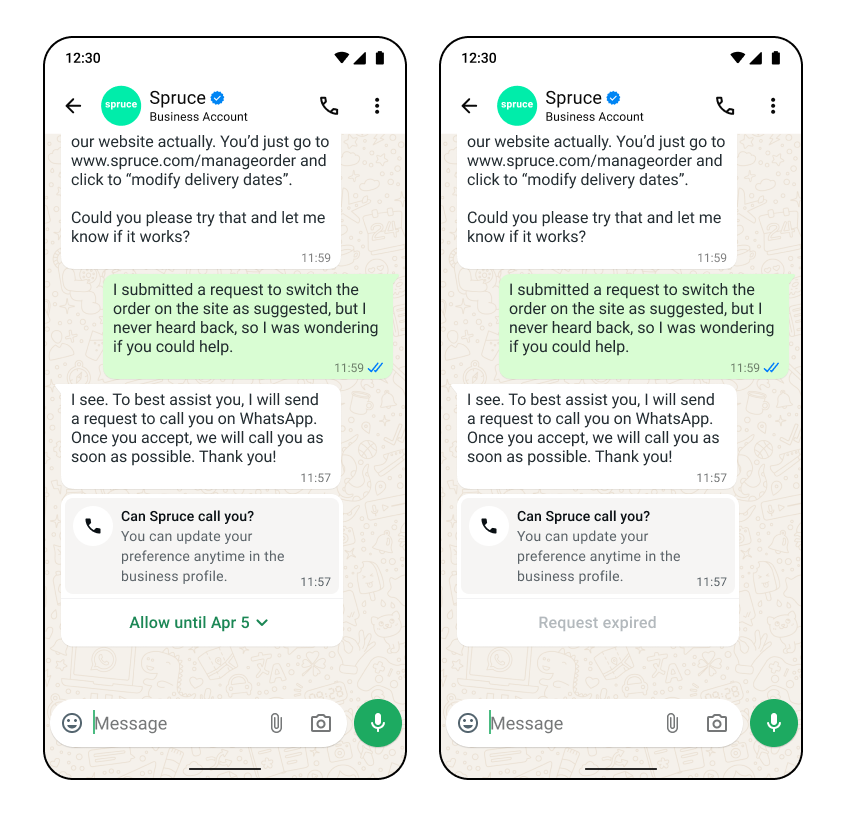 12:30
spruce
Spruce
Business Account
our website actually. You’d just go to
www.spruce.com/manageorder and
click to “modify delivery dates”.
Could you please try that and let me
know if it works?
11:59
I submitted a request to switch the
order on the site as suggested, but I
never heard back, so I was wondering
if you could help.
11:59
I see. To best assist you, I will send
a request to call you on WhatsApp.
Once you accept, we will call you as
soon as possible. Thank you!
11:57
Can Spruce call you?
You can update your
preference anytime in the
business profile.
11:57
Allow until Apr 5
Message
12:30
spruce
Spruce
Business Account
our website actually. You’d just go to
www.spruce.com/manageorder and
click to “modify delivery dates”.
Could you please try that and let me
know if it works?
11:59
I submitted a request to switch the
order on the site as suggested, but I
never heard back, so I was wondering
if you could help.
11:59
I see. To best assist you, I will send
a request to call you on WhatsApp.
Once you accept, we will call you as
soon as possible. Thank you!
11:57
Can Spruce call you?
You can update your
preference anytime in the
business profile.
11:57
Request expired
Message